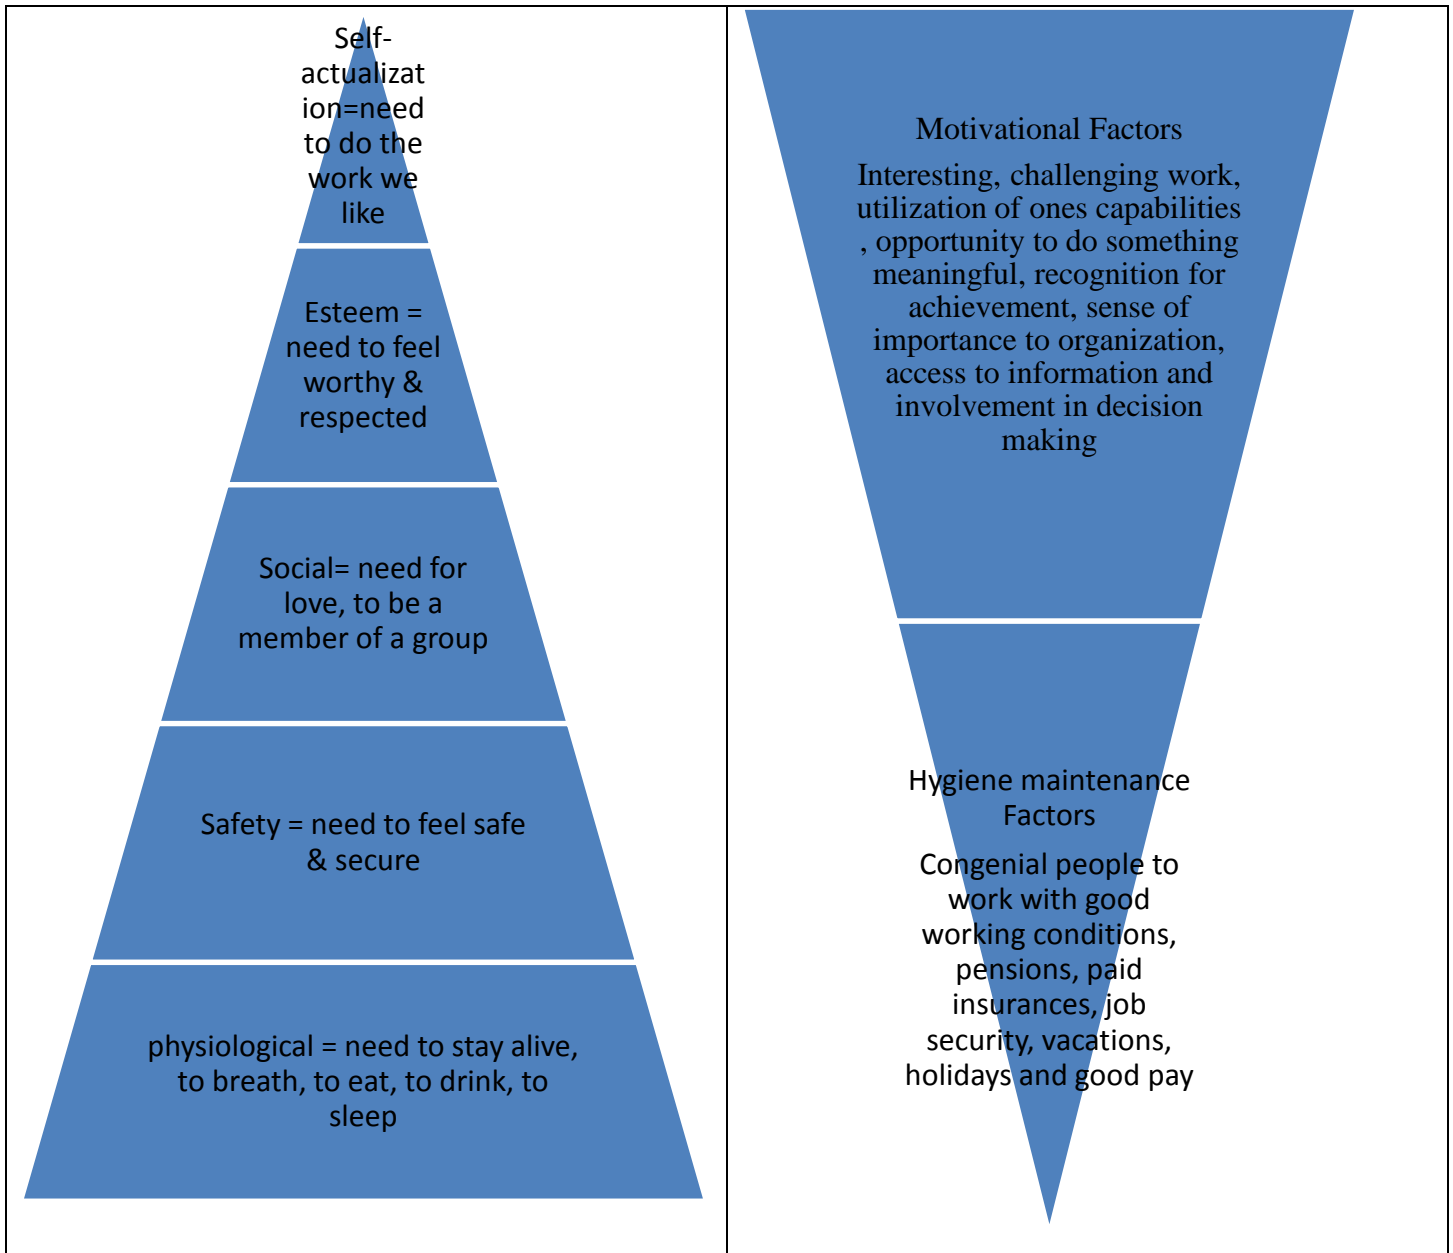 Self-
actualizat
ion=need
to do the
work we
like
Esteem =
need to feel
worthy &
respected
Social= need for
love, to be a
member of a group
Safety = need to feel safe
& secure
physiological = need to stay alive,
to breath, to eat, to drink, to
sleep
Motivational Factors
Interesting, challenging work,
utilization of ones capabilities
, opportunity to do something
meaningful, recognition for
achievement, sense of
importance to organization,
access to information and
involvement in decision
making
Hygiene maintenance
Factors
Congenial people to
work with good
working conditions,
pensions, paid
insurances, job
security, vacations,
holidays and good pay